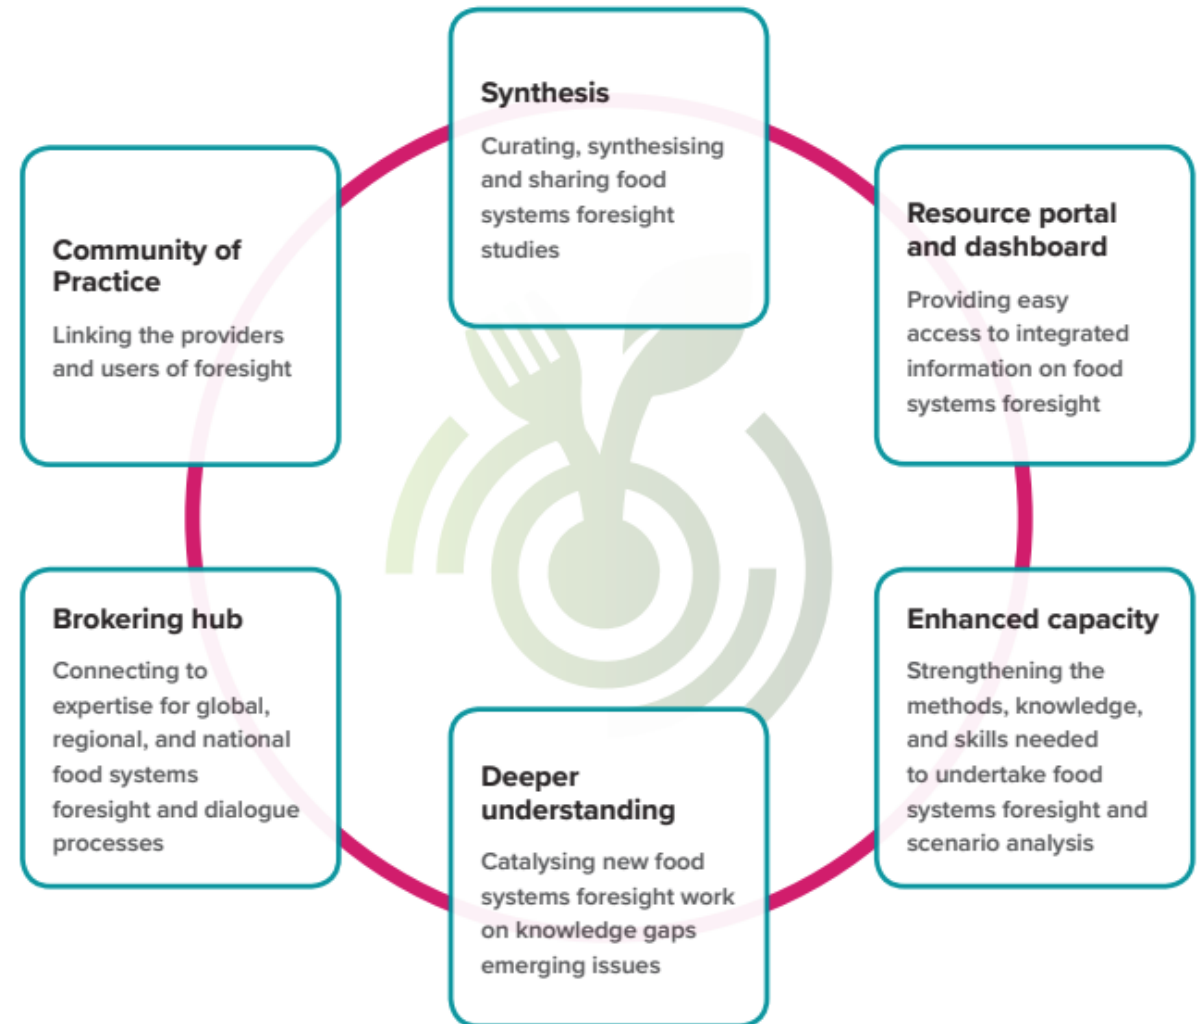 Synthesis
Curating, synthesising
and sharing food
systems foresight
studies
Resource portal
and dashboard
Providing easy
access to integrated
information on food
systems foresight
Enhanced capacity
Strengthening the
methods, knowledge,
and skills needed
to undertake food
systems foresight and
scenario analysis
Deeper
understanding
Catalysing new food
systems foresight work
on knowledge gaps
emerging issues
Brokering hub
Connecting to
expertise for global,
regional, and national
food systems
foresight and dialogue
processes
Community of
Practice
Linking the providers
and users of foresight